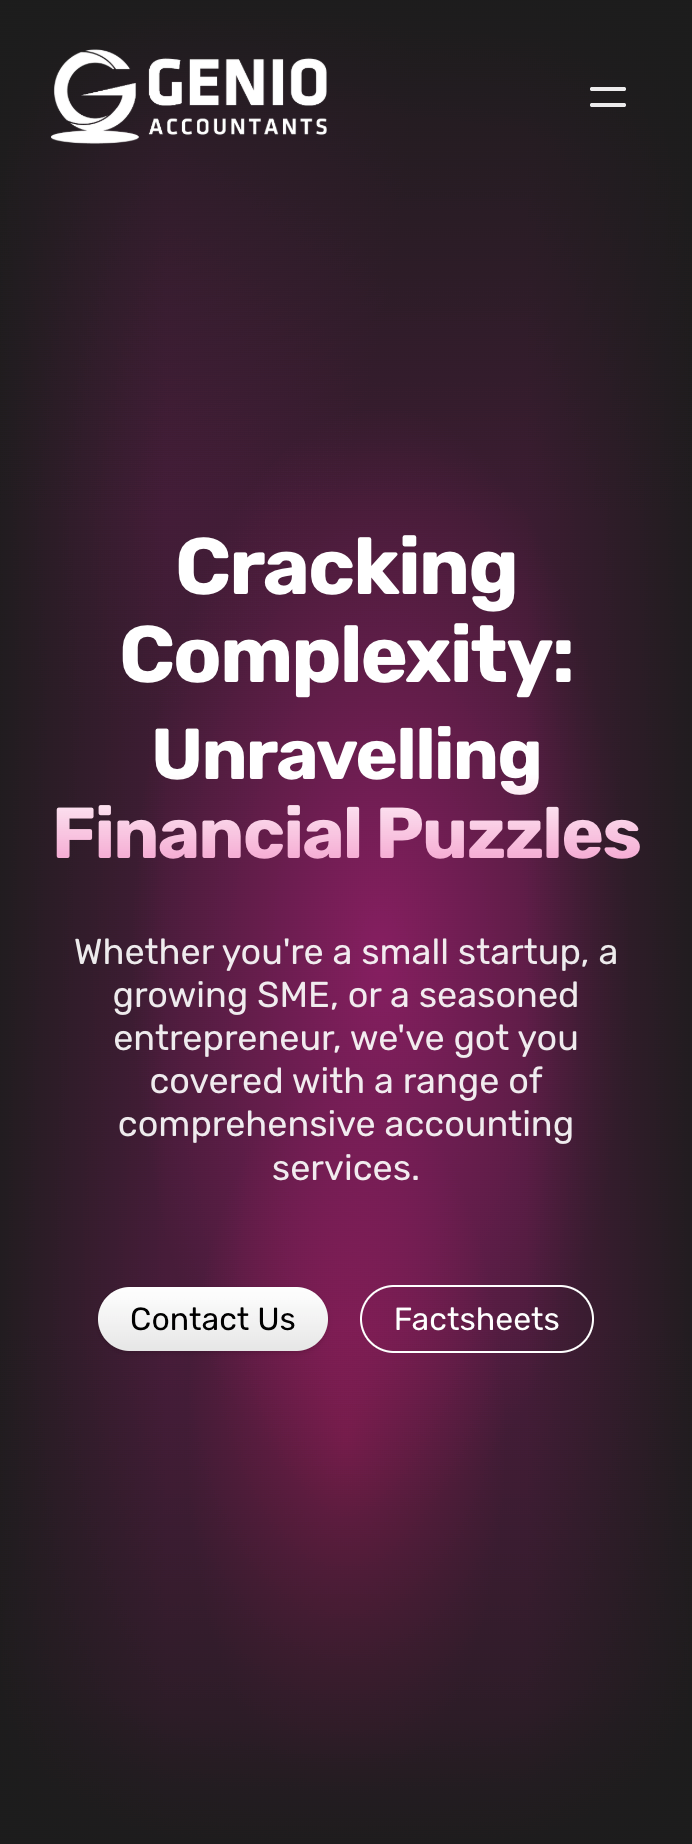 GENIO
ACCOUNTANTS
Cracking
Complexity:
Unravelling
Financial Puzzles
Whether you're a small startup, a
growing SME, or a seasoned
entrepreneur, we've got you
covered with a range of
comprehensive accounting
services.
Contact Us
Factsheets